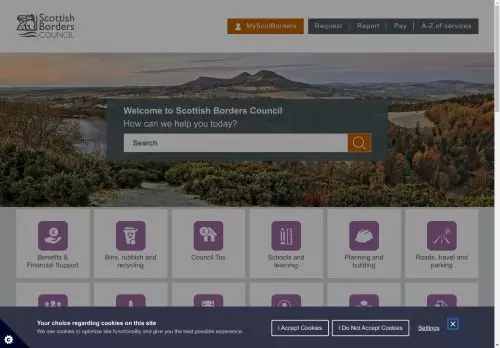 Scottish
Borders
COUNCIL
MyScotBorders
Request
Report
Pay
A-Z of services
Welcome to Scottish Borders Council
How can we help you today?
Search
Benefits &
Financial Support
Bins, rubbish and
recycling
Council Tax
Schools and
learning
Planning and
building
Roads, travel and
parking
Your choice regarding cookies on this site
We use cookies to optimise site functionality and give you the best possible experience.
I Accept Cookies
I Do Not Accept Cookies
Settings